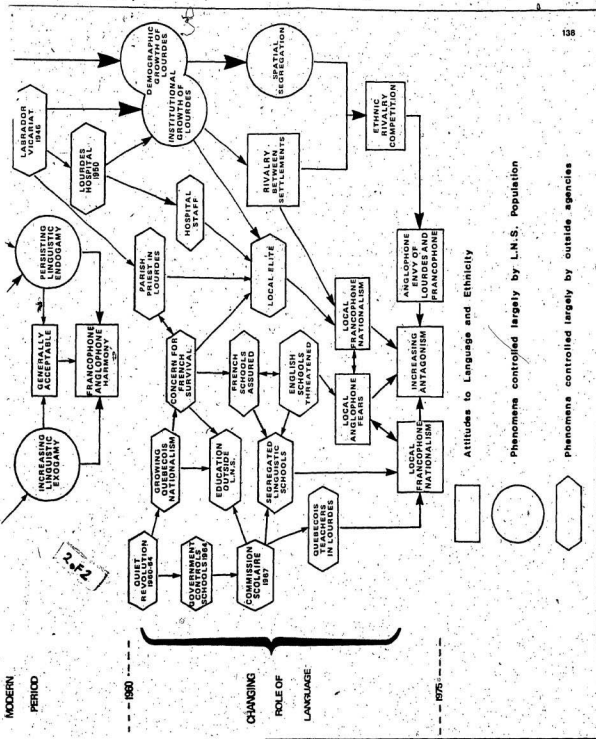 138
MODERN
PERIOD
1960
CHANGING
ROLE OF
LANGUAGE
1975
INCREASING
LINGUISTIC
EXOGAMY
GENERALLY
ACCEPTABLE
PERSISTING
LINGUISTIC
ENDOGAMY
FRANCOPHONE
ANGLOPHONE
HARMONY
LABRADOR
VICARIAT
1946
LOURDES
HOSPITAL
1950
DEMOGRAPHIC
GROWTH OF
LOURDES
INSTITUTIONAL
GROWTH OF
LOURDES
QUIET
REVOLUTION
1960-64
GROWING
QUEBECOIS
NATIONALISM
CONCERN FOR
FRENCH
SURVIVAL
PARISH
PRIEST IN
LOURDES
HOSPITAL
STAFF
GOVERNMENT
CONTROLS
SCHOOLS 1964
EDUCATION
OUTSIDE
L.N.S.
FRENCH
SCHOOLS
ASSURED
LOCAL ELITE
RIVALRY
BETWEEN
SETTLEMENTS
SPATIAL
SEGREGATION
COMMISSION
SCOLAIRE
1967
SEGREGATED
LINGUISTIC
SCHOOLS
ENGLISH
SCHOOLS
THREATENED
QUEBECOIS
TEACHERS
IN LOURDES
LOCAL
ANGLOPHONE
FEARS
LOCAL
FRANCOPHONE
NATIONALISM
ETHNIC
RIVALRY
COMPETITION
LOCAL
FRANCOPHONE
NATIONALISM
INCREASING
ANTAGONISM
ANGLOPHONE
ENVY OF
LOURDES AND
FRANCOPHONE
Attitudes to Language and Ethnicity
Phenomena controlled largely by L.N.S. Population
Phenomena controlled largely by outside agencies